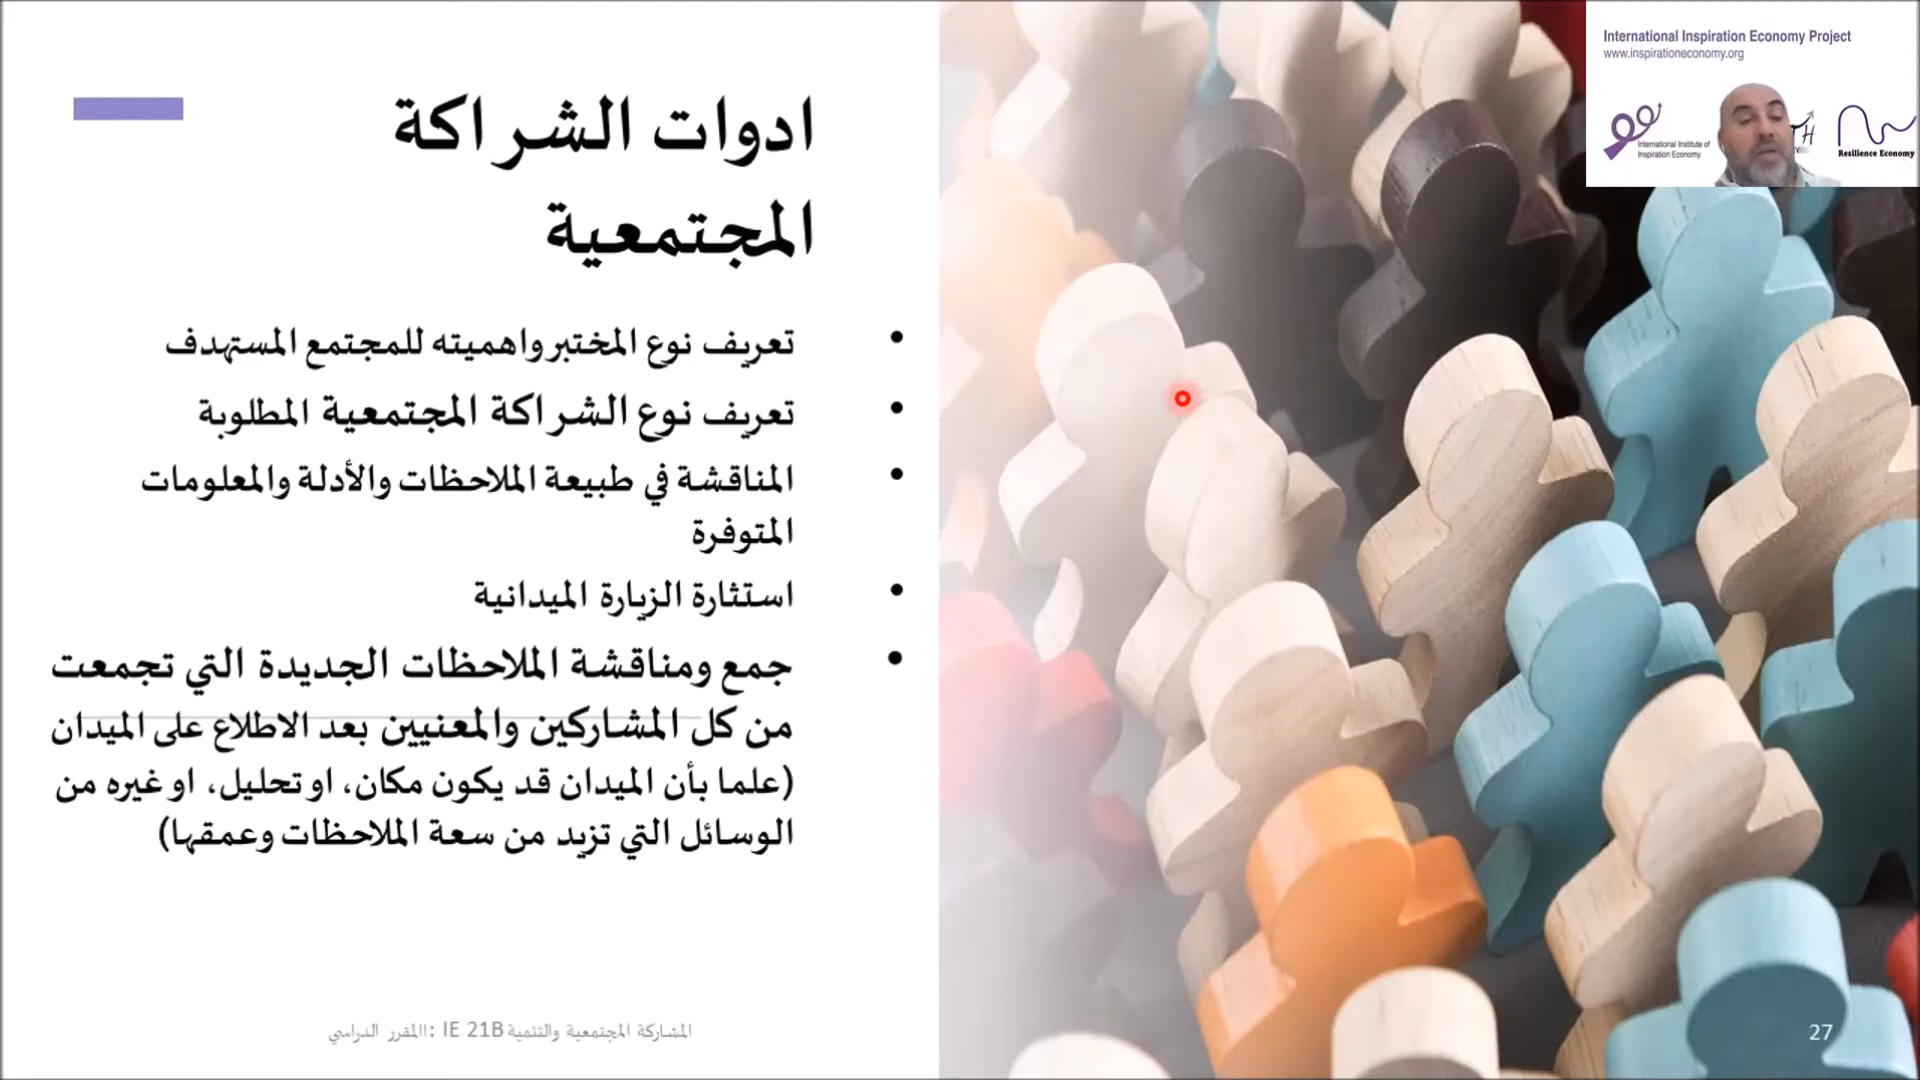 ادوات الشراكة
المجتمعية
• تعريف نوع المختبر واهميته للمجتمع المستهدف
• تعريف نوع الشراكة المجتمعية المطلوبة
• المناقشة في طبيعة الملاحظات والأدلة والمعلومات
المتوفرة
• استثارة الزيارة الميدانية
• جمع ومناقشة الملاحظات الجديدة التي تجمعت
من كل المشاركين والمعنيين بعد الاطلاع على الميدان
(علما بأن الميدان قد يكون مكان، او تحليل، او غيره من
الوسائل التي تزيد من سعة الملاحظات وعمقها)
المشاركة المجتمعية والتنمية IE 21B :االمقرر الدراسي
27
International Inspiration Economy Project
www.inspirationeconomy.org
International Institute of
Inspiration Economy
Resilience Economy